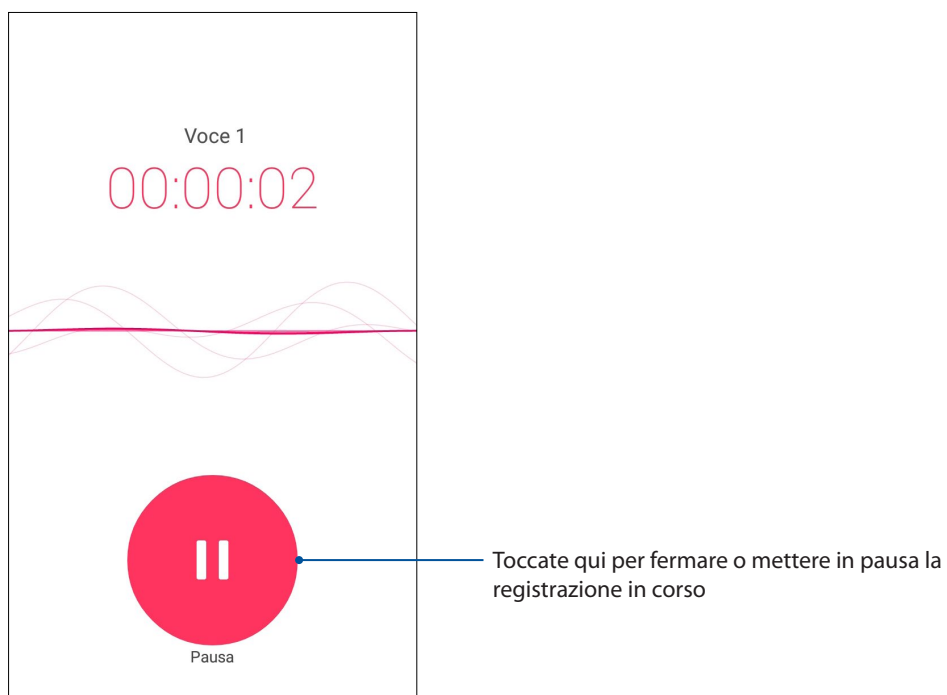 Voce 1
00:00:02
Toccate qui per fermare o mettere in pausa la
registrazione in corso
Pausa